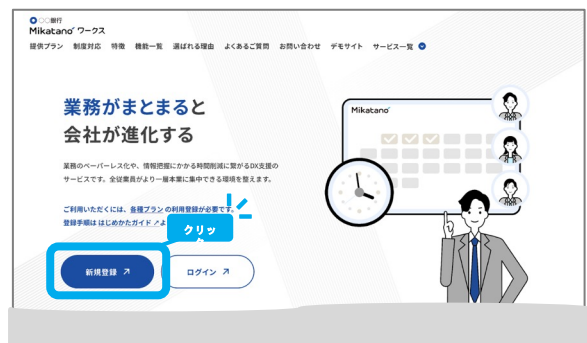 ○○銀行
Mikatano ワークス
提供プラン 制度対応 特徴 機能一覧 選ばれる理由 よくあるご質問 お問い合わせ デモサイト サービス一覧
業務がまとまると
会社が進化する
Mikatano
業務のペーパーレス化や、情報把握にかかる時間削減に繋がるDX支援の
サービスです。全従業員がより一層本業に集中できる環境を整えます。
ご利用いただくには、各種プランの利用登録が必要です。
登録手順は はじめかたガイド ↗ よ
クリッ
新規登録 ↗
ログイン ↗